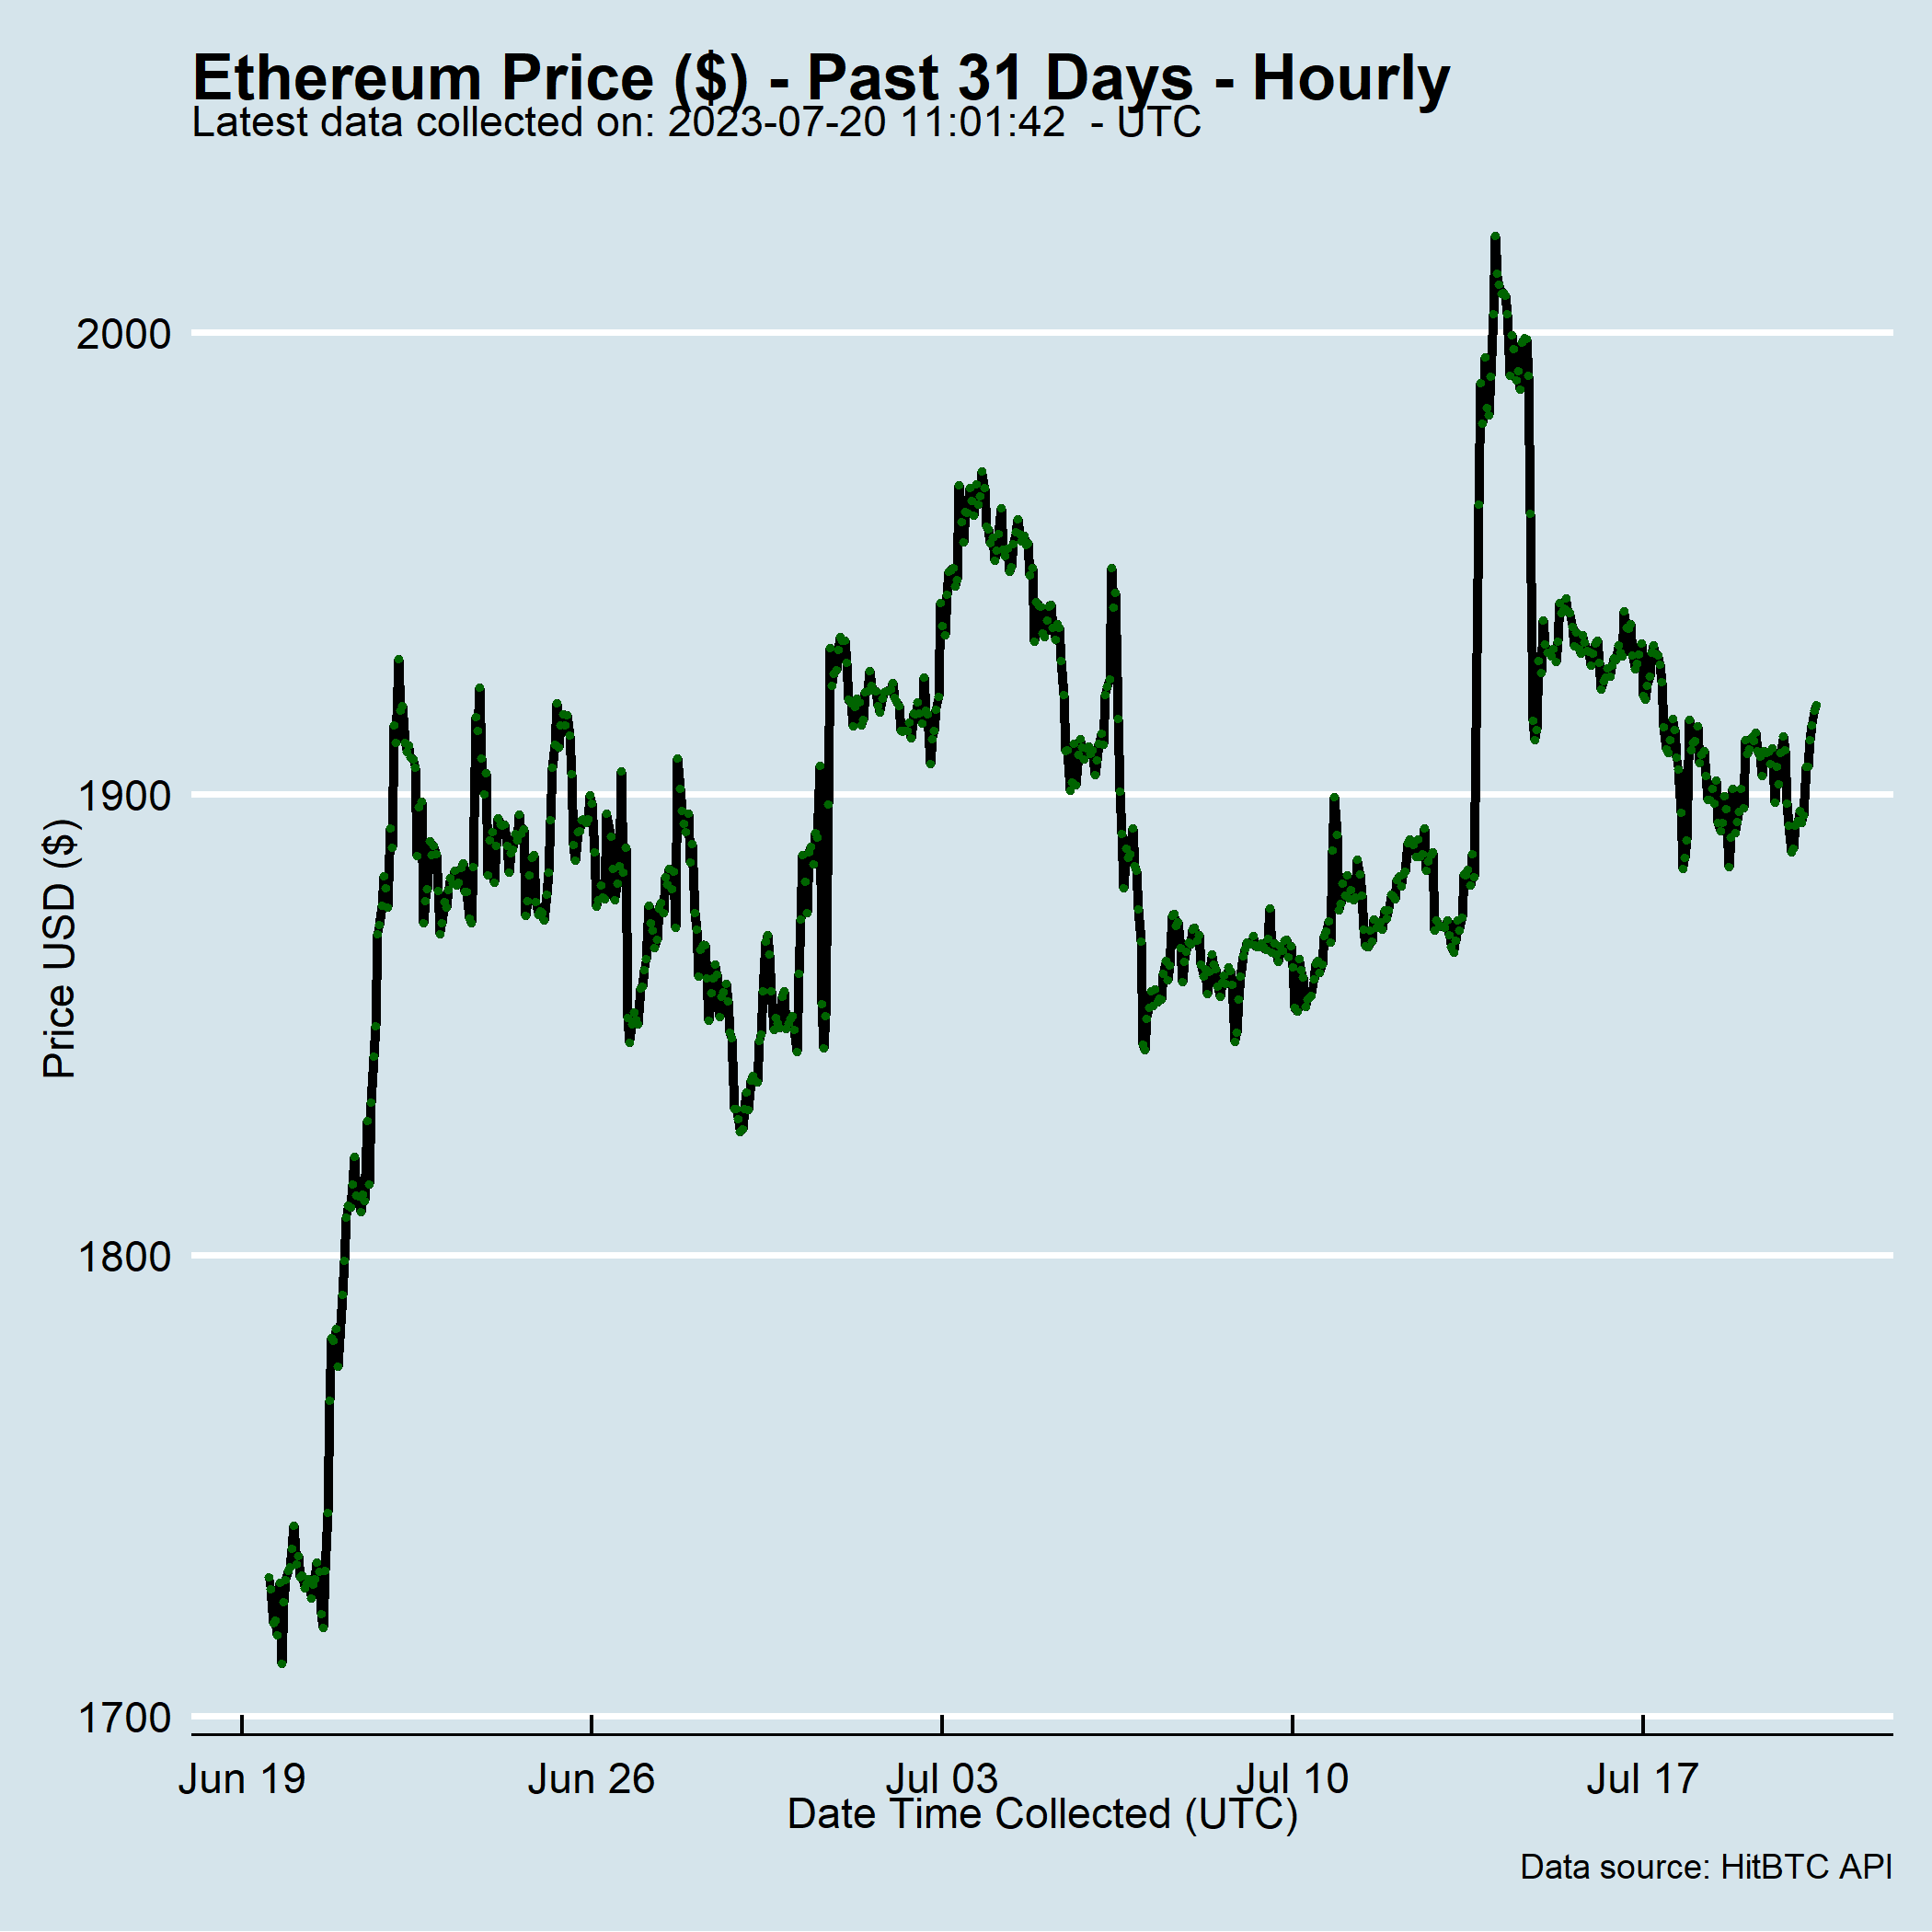 Ethereum Price ($) - Past 31 Days - Hourly
Latest data collected on: 2023-07-20 11:01:42  - UTC
2000
1900
1800
1700
Price USD ($)
Jun 19
Jun 26
Jul 03
Jul 10
Jul 17
Date Time Collected (UTC)
Data source: HitBTC API